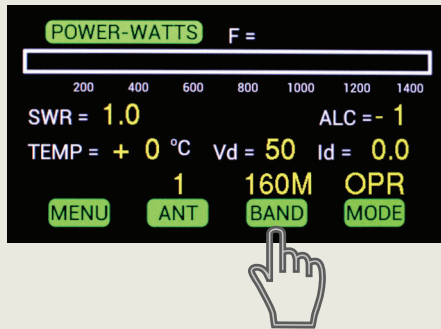 POWER-WATTS F =
200 400 600 800 1000 1200 1400
SWR = 1.0 ALC =- 1
TEMP = + 0 °C Vd = 50 Id = 0.0
1 160M OPR
MENU ANT BAND MODE